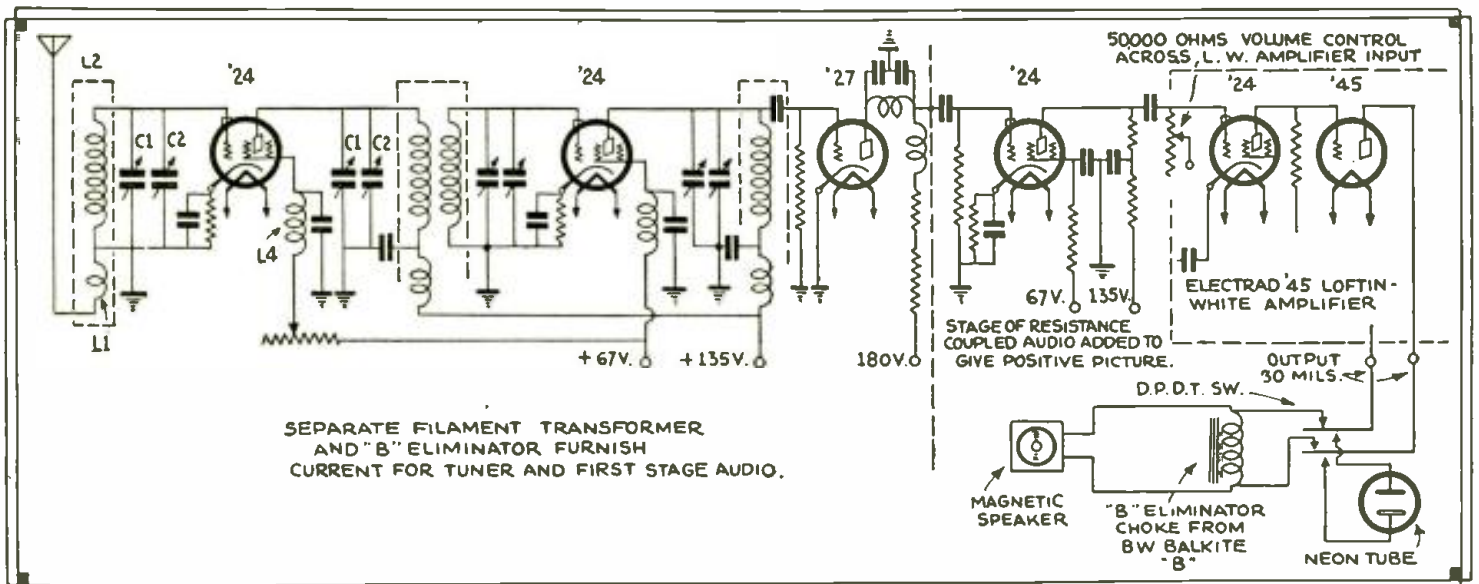 L2
'24
'24
'27
'24
50000 OHMS VOLUME CONTROL
ACROSS L. W. AMPLIFIER INPUT
'24
'45
C1
C2
C1
C2
L4
L1
+ 67V.
+ 135V.
180V.
67V.
135V.
STAGE OF RESISTANCE
COUPLED AUDIO ADDED TO
GIVE POSITIVE PICTURE.
ELECTRAD '45 LOFTIN-
WHITE AMPLIFIER
OUTPUT
30 MILS.
D.P.D.T. SW.
SEPARATE FILAMENT TRANSFORMER
AND "B" ELIMINATOR FURNISH
CURRENT FOR TUNER AND FIRST STAGE AUDIO.
MAGNETIC
SPEAKER
"B" ELIMINATOR
CHOKE FROM
BW BALKITE
"B"
NEON TUBE